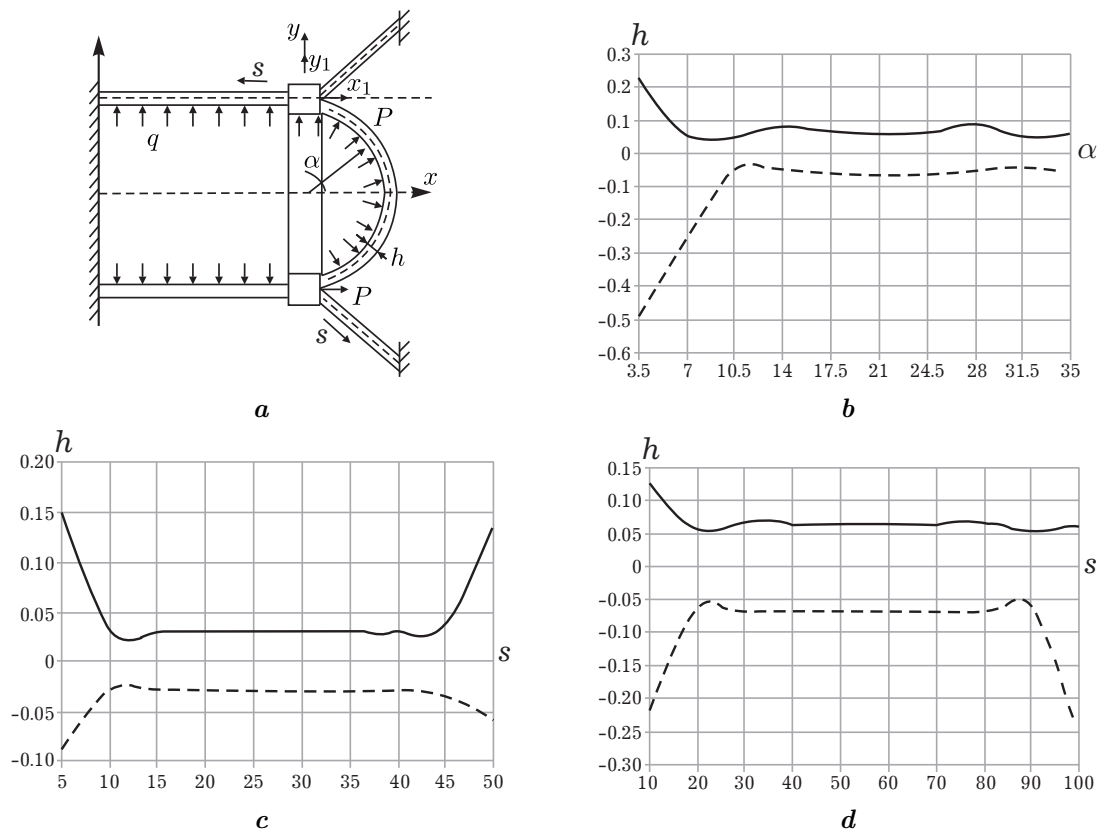 y
y₁
s
x₁
P
q
α
x
h
P
s
a
h
0.3
0.2
0.1
0
-0.1
-0.2
-0.3
-0.4
-0.5
-0.6
α
3.5 7 10.5 14 17.5 21 24.5 28 31.5 35
b
h
0.20
0.15
0.10
0.05
0
-0.05
-0.10
s
5 10 15 20 25 30 35 40 45 50
c
h
0.15
0.10
0.05
0
-0.05
-0.10
-0.15
-0.20
-0.25
-0.30
s
10 20 30 40 50 60 70 80 90 100
d